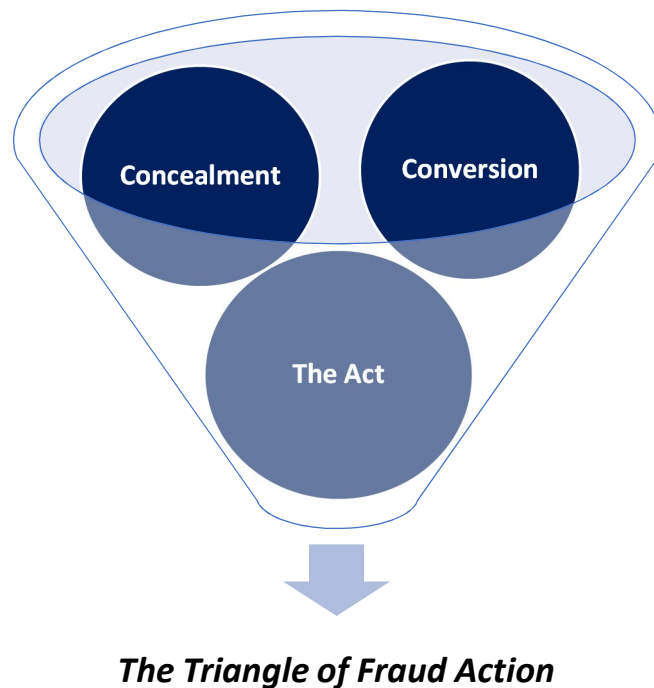 Concealment
Conversion
The Act
The Triangle of Fraud Action